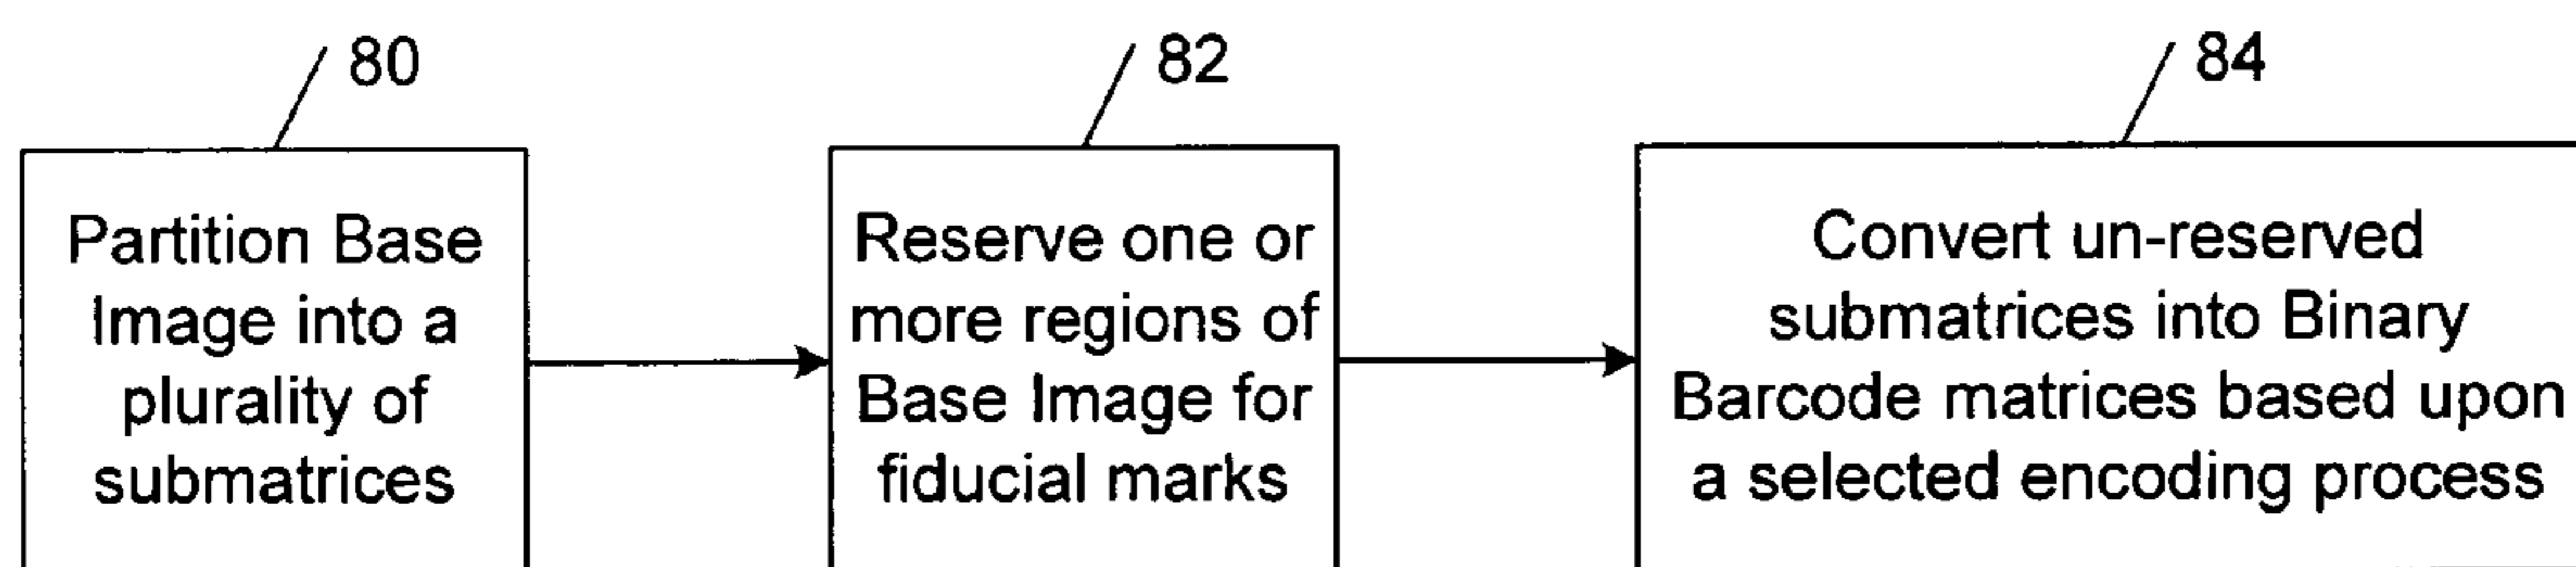 80
82
84
Partition Base
Image into a
plurality of
submatrices
Reserve one or
more regions of
Base Image for
fiducial marks
Convert un-reserved
submatrices into Binary
Barcode matrices based upon
a selected encoding process